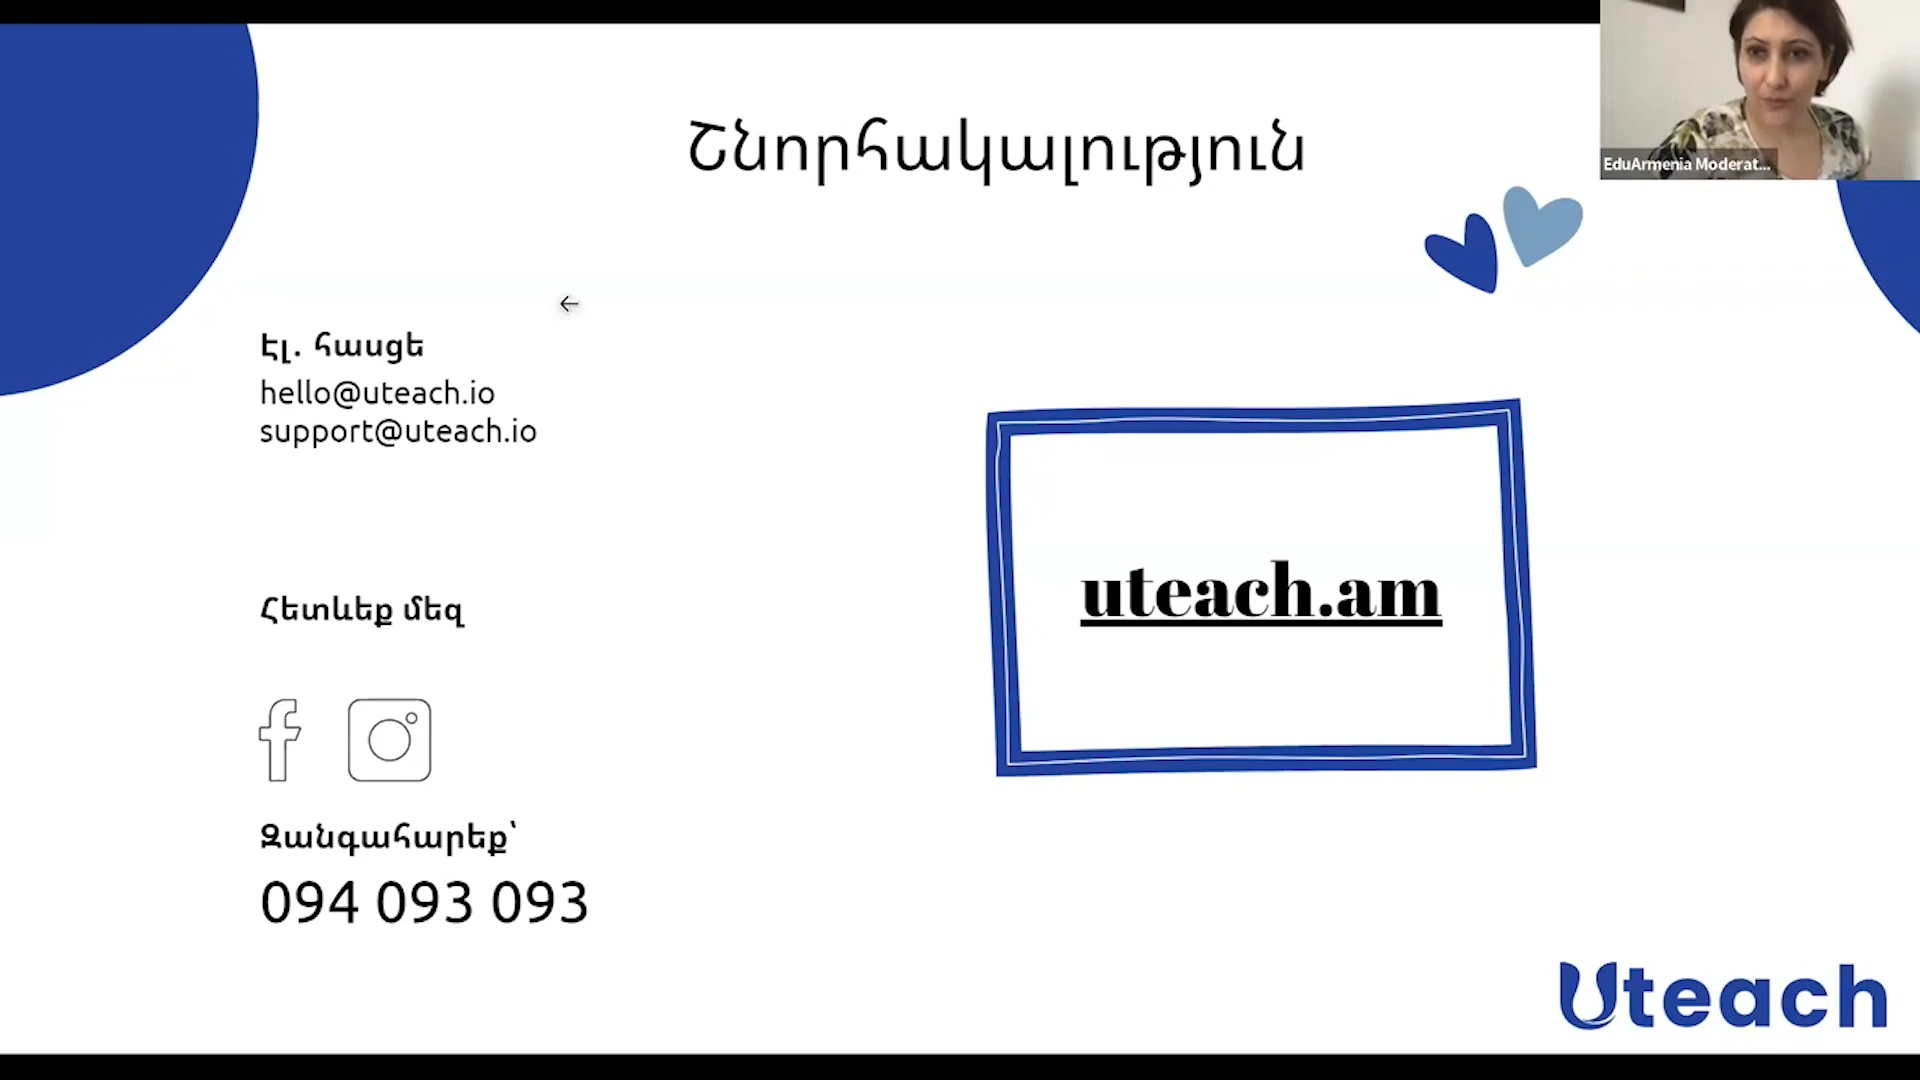 Շնորհակալություն
EduArmenia Moderat...
Էլ. հասցե
hello@uteach.io
support@uteach.io
uteach.am
Հետևեք մեզ
Զանգահարեք՝
094 093 093
Uteach